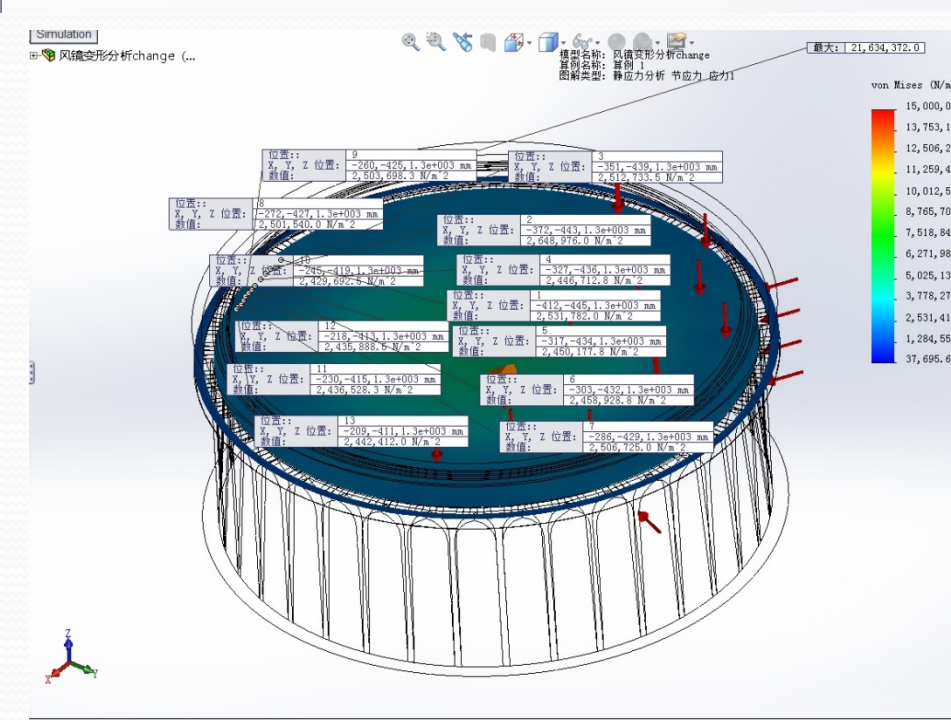 Simulation
风镜变形分析change (...
模型名称: 风镜变形分析change
算例名称: 算例 1
图解类型: 静应力分析 节应力 应力1
最大: 21,634,372.0
von Mises (N/m
15,000,0
13,753,1
12,506,2
11,259,4
10,012,5
8,765,70
7,518,84
6,271,98
5,025,13
3,778,27
2,531,41
1,284,55
37,695.6
位置:: 9
X, Y, Z 位置: -260,-425,1.3e+003 mm
数值: 2,503,698.3 N/m^2
位置:: 3
X, Y, Z 位置: -351,-439,1.3e+003 mm
数值: 2,512,733.5 N/m^2
位置:: 8
X, Y, Z 位置: -272,-427,1.3e+003 mm
数值: 2,501,540.0 N/m^2
位置:: 2
X, Y, Z 位置: -372,-443,1.3e+003 mm
数值: 2,648,976.0 N/m^2
位置:: 10
X, Y, Z 位置: -246,-419,1.3e+003 mm
数值: 2,429,692.5 N/m^2
位置:: 4
X, Y, Z 位置: -327,-436,1.3e+003 mm
数值: 2,446,712.8 N/m^2
位置:: 1
X, Y, Z 位置: -412,-445,1.3e+003 mm
数值: 2,531,782.0 N/m^2
位置:: 12
X, Y, Z 位置: -218,-413,1.3e+003 mm
数值: 2,435,888.5 N/m^2
位置:: 5
X, Y, Z 位置: -317,-434,1.3e+003 mm
数值: 2,450,177.8 N/m^2
位置:: 11
X, Y, Z 位置: -230,-415,1.3e+003 mm
数值: 2,436,528.3 N/m^2
位置:: 6
X, Y, Z 位置: -303,-432,1.3e+003 mm
数值: 2,458,928.8 N/m^2
位置:: 13
X, Y, Z 位置: -209,-411,1.3e+003 mm
数值: 2,442,412.0 N/m^2
位置:: 7
X, Y, Z 位置: -286,-429,1.3e+003 mm
数值: 2,506,725.0 N/m^2
Z
X
Y